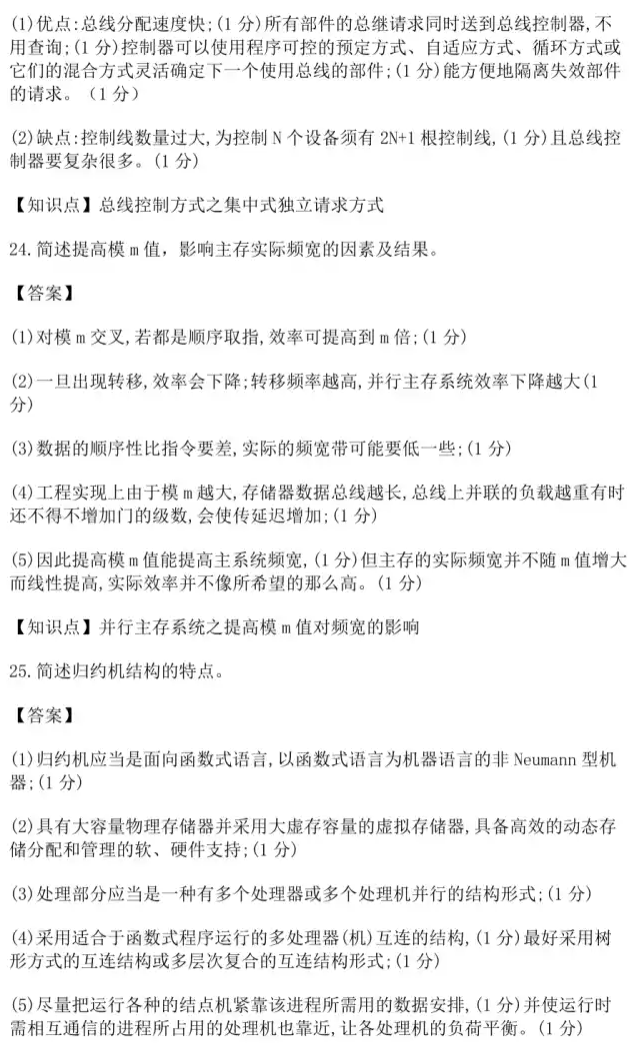 (1)优点:总线分配速度快;(1分)所有部件的总继请求同时送到总线控制器,不
用查询;(1分)控制器可以使用程序可控的预定方式、自适应方式、循环方式或
它们的混合方式灵活确定下一个使用总线的部件;(1分)能方便地隔离失效部件
的请求。（1分）
(2)缺点:控制线数量过大,为控制N个设备须有2N+1根控制线,(1分)且总线控
制器要复杂很多。(1分)
【知识点】总线控制方式之集中式独立请求方式
24.简述提高模m值，影响主存实际频宽的因素及结果。
【答案】
(1)对模m交叉,若都是顺序取指,效率可提高到m倍;(1分)
(2)一旦出现转移,效率会下降;转移频率越高,并行主存系统效率下降越大(1
分)
(3)数据的顺序性比指令要差,实际的频宽带可能要低一些;(1分)
(4)工程实现上由于模m越大,存储器数据总线越长,总线上并联的负载越重有时
还不得不增加门的级数,会使传延迟增加;(1分)
(5)因此提高模m值能提高主系统频宽,(1分)但主存的实际频宽并不随m值增大
而线性提高,实际效率并不像所希望的那么高。(1分)
【知识点】并行主存系统之提高模m值对频宽的影响
25.简述归约机结构的特点。
【答案】
(1)归约机应当是面向函数式语言,以函数式语言为机器语言的非Neumann型机
器;(1分)
(2)具有大容量物理存储器并采用大虚存容量的虚拟存储器,具备高效的动态存
储分配和管理的软、硬件支持;(1分)
(3)处理部分应当是一种有多个处理器或多个处理机并行的结构形式;(1分)
(4)采用适合于函数式程序运行的多处理器(机)互连的结构,(1分)最好采用树
形方式的互连结构或多层次复合的互连结构形式;(1分)
(5)尽量把运行各种的结点机紧靠该进程所需用的数据安排,(1分)并使运行时
需相互通信的进程所占用的处理机也靠近,让各处理机的负荷平衡。(1分)